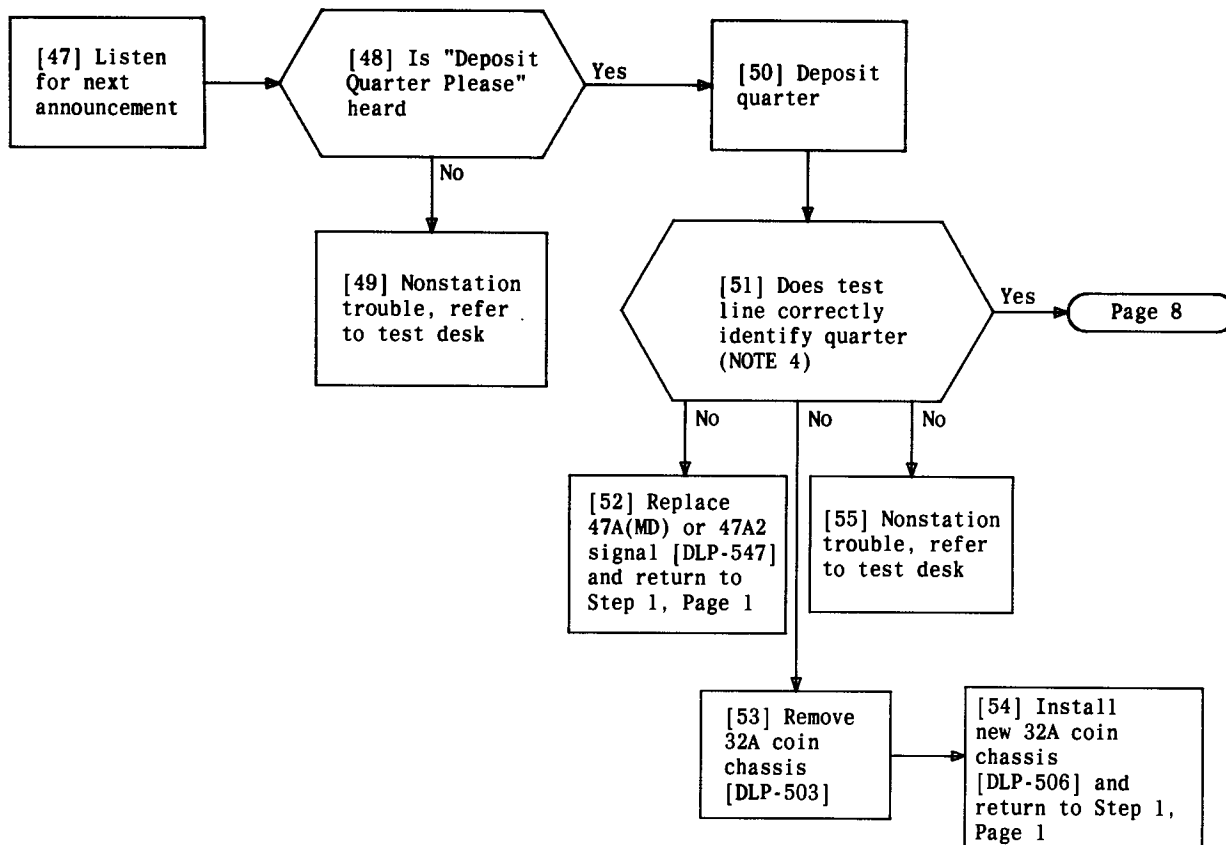 [47] Listen
for next
announcement
[48] Is "Deposit
Quarter Please"
heard
Yes
[50] Deposit
quarter
No
[49] Nonstation
trouble, refer
to test desk
[51] Does test
line correctly
identify quarter
(NOTE 4)
Yes
Page 8
No
No
No
[52] Replace
47A(MD) or 47A2
signal [DLP-547]
and return to
Step 1, Page 1
[55] Nonstation
trouble, refer
to test desk
[53] Remove
32A coin
chassis
[DLP-503]
[54] Install
new 32A coin
chassis
[DLP-506] and
return to Step 1,
Page 1